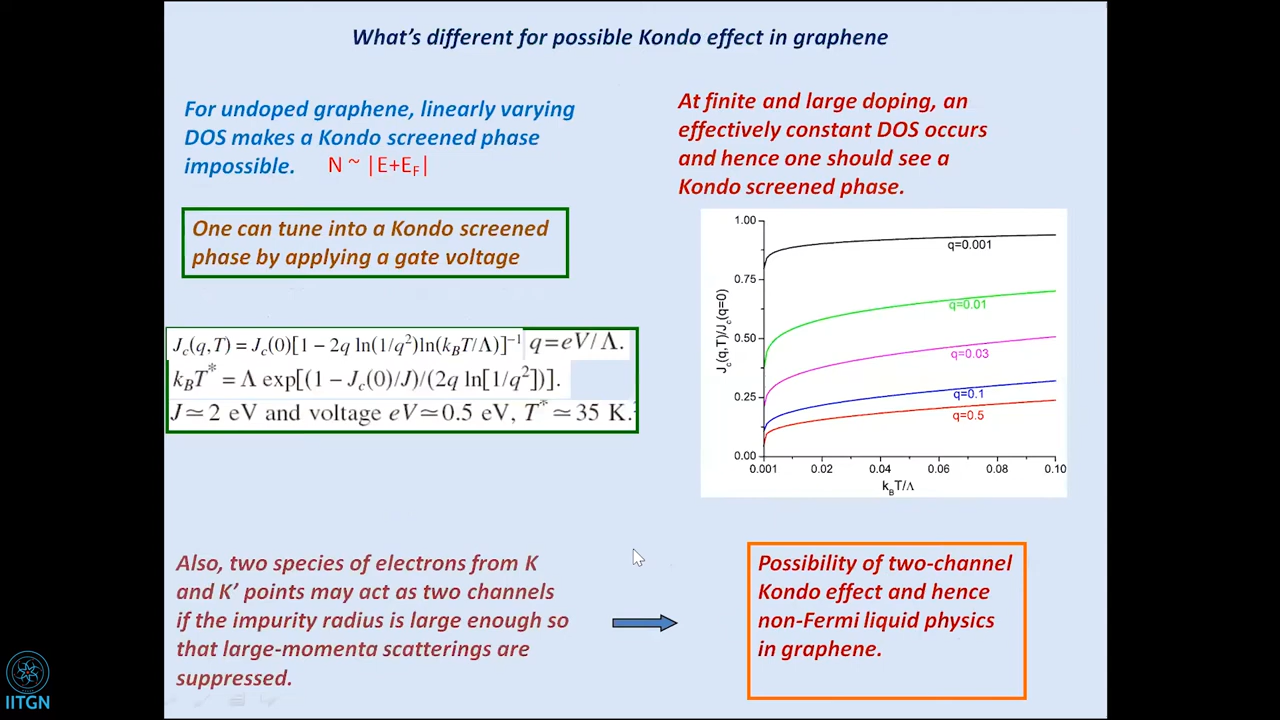 What's different for possible Kondo effect in graphene
For undoped graphene, linearly varying
DOS makes a Kondo screened phase
impossible. N ~ |E+E_F|
One can tune into a Kondo screened
phase by applying a gate voltage
J_c(q,T) = J_c(0)[1 − 2q ln(1/q²)ln(k_BT/Λ)]⁻¹ q=eV/Λ.
k_BT* = Λ exp[(1 − J_c(0)/J)/(2q ln[1/q²])].
J≃2 eV and voltage eV≃0.5 eV, T*≃35 K.
At finite and large doping, an
effectively constant DOS occurs
and hence one should see a
Kondo screened phase.
J_c(q,T)/J_c(q=0)
1.00
0.75
0.50
0.25
0.00
q=0.001
q=0.01
q=0.03
q=0.1
q=0.5
0.001 0.02 0.04 0.06 0.08 0.10
k_BT/Λ
Also, two species of electrons from K
and K' points may act as two channels
if the impurity radius is large enough so
that large-momenta scatterings are
suppressed.
Possibility of two-channel
Kondo effect and hence
non-Fermi liquid physics
in graphene.
IITGN